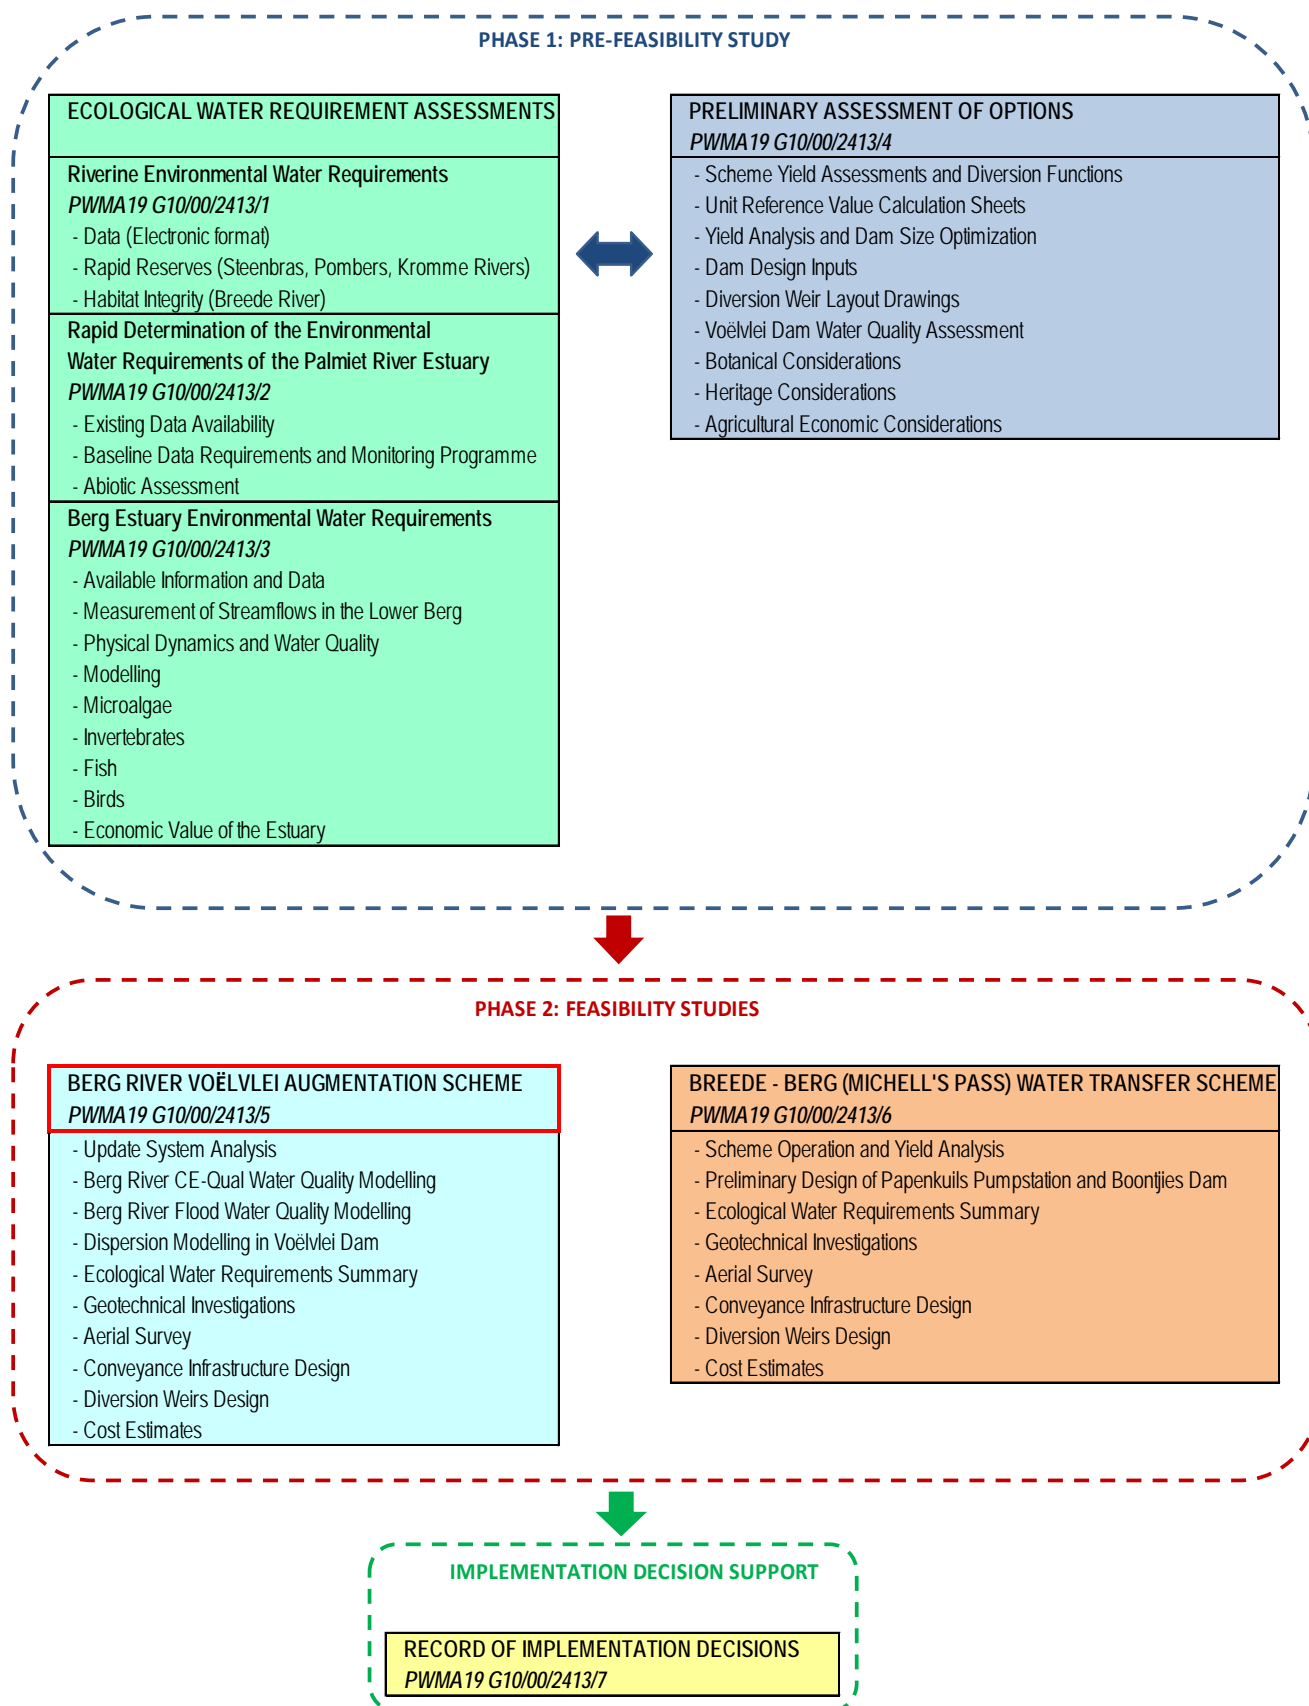 PHASE 1: PRE-FEASIBILITY STUDY
ECOLOGICAL WATER REQUIREMENT ASSESSMENTS
Riverine Environmental Water Requirements
PWMA19 G10/00/2413/1
- Data (Electronic format)
- Rapid Reserves (Steenbras, Pombers, Kromme Rivers)
- Habitat Integrity (Breede River)
Rapid Determination of the Environmental
Water Requirements of the Palmiet River Estuary
PWMA19 G10/00/2413/2
- Existing Data Availability
- Baseline Data Requirements and Monitoring Programme
- Abiotic Assessment
Berg Estuary Environmental Water Requirements
PWMA19 G10/00/2413/3
- Available Information and Data
- Measurement of Streamflows in the Lower Berg
- Physical Dynamics and Water Quality
- Modelling
- Microalgae
- Invertebrates
- Fish
- Birds
- Economic Value of the Estuary
PRELIMINARY ASSESSMENT OF OPTIONS
PWMA19 G10/00/2413/4
- Scheme Yield Assessments and Diversion Functions
- Unit Reference Value Calculation Sheets
- Yield Analysis and Dam Size Optimization
- Dam Design Inputs
- Diversion Weir Layout Drawings
- Voëlvlei Dam Water Quality Assessment
- Botanical Considerations
- Heritage Considerations
- Agricultural Economic Considerations
PHASE 2: FEASIBILITY STUDIES
BERG RIVER VOËLVLEI AUGMENTATION SCHEME
PWMA19 G10/00/2413/5
- Update System Analysis
- Berg River CE-Qual Water Quality Modelling
- Berg River Flood Water Quality Modelling
- Dispersion Modelling in Voëlvlei Dam
- Ecological Water Requirements Summary
- Geotechnical Investigations
- Aerial Survey
- Conveyance Infrastructure Design
- Diversion Weirs Design
- Cost Estimates
BREEDE - BERG (MICHELL'S PASS) WATER TRANSFER SCHEME
PWMA19 G10/00/2413/6
- Scheme Operation and Yield Analysis
- Preliminary Design of Papenkuils Pumpstation and Boontjies Dam
- Ecological Water Requirements Summary
- Geotechnical Investigations
- Aerial Survey
- Conveyance Infrastructure Design
- Diversion Weirs Design
- Cost Estimates
IMPLEMENTATION DECISION SUPPORT
RECORD OF IMPLEMENTATION DECISIONS
PWMA19 G10/00/2413/7